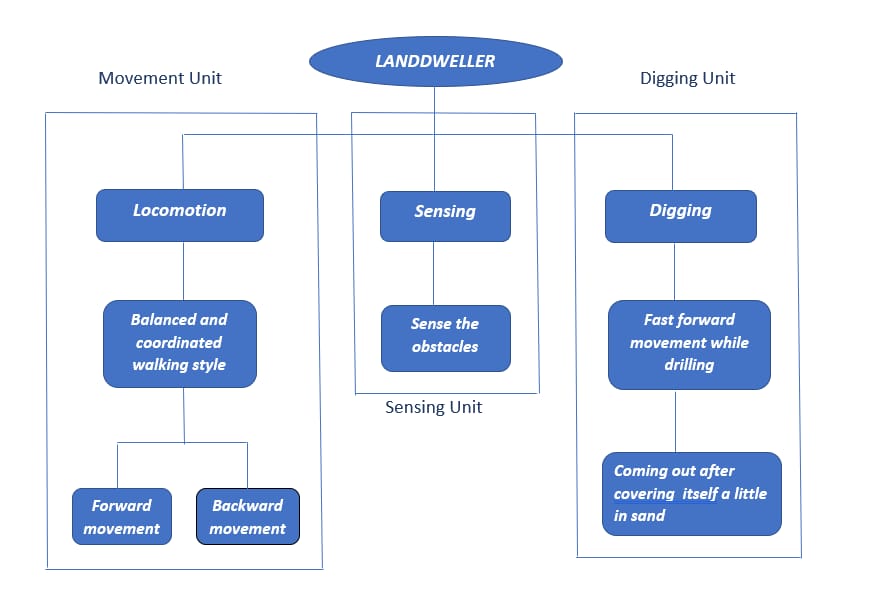 LANDDWELLER
Movement Unit
Digging Unit
Locomotion
Sensing
Digging
Balanced and
coordinated
walking style
Sense the
obstacles
Fast forward
movement while
drilling
Sensing Unit
Forward
movement
Backward
movement
Coming out after
covering  itself a little
in sand